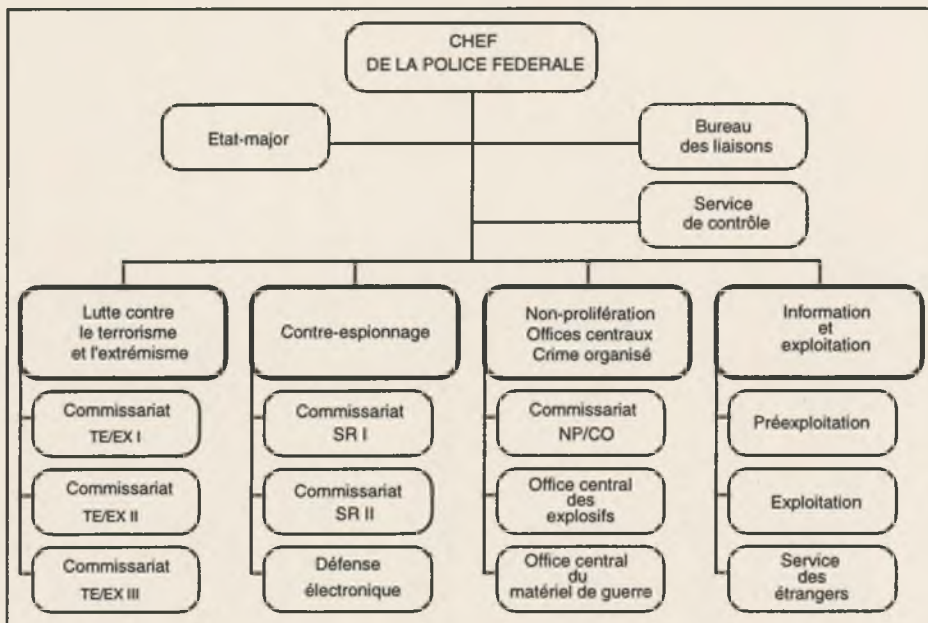 CHEF
DE LA POLICE FEDERALE
Etat-major
Bureau
des liaisons
Service
de contrôle
Lutte contre
le terrorisme
et l'extrémisme
Commissariat
TE/EX I
Commissariat
TE/EX II
Commissariat
TE/EX III
Contre-espionnage
Commissariat
SR I
Commissariat
SR II
Défense
électronique
Non-prolifération
Offices centraux
Crime organisé
Commissariat
NP/CO
Office central
des
explosifs
Office central
du
matériel de guerre
Information
et
exploitation
Préexploitation
Exploitation
Service
des
étrangers